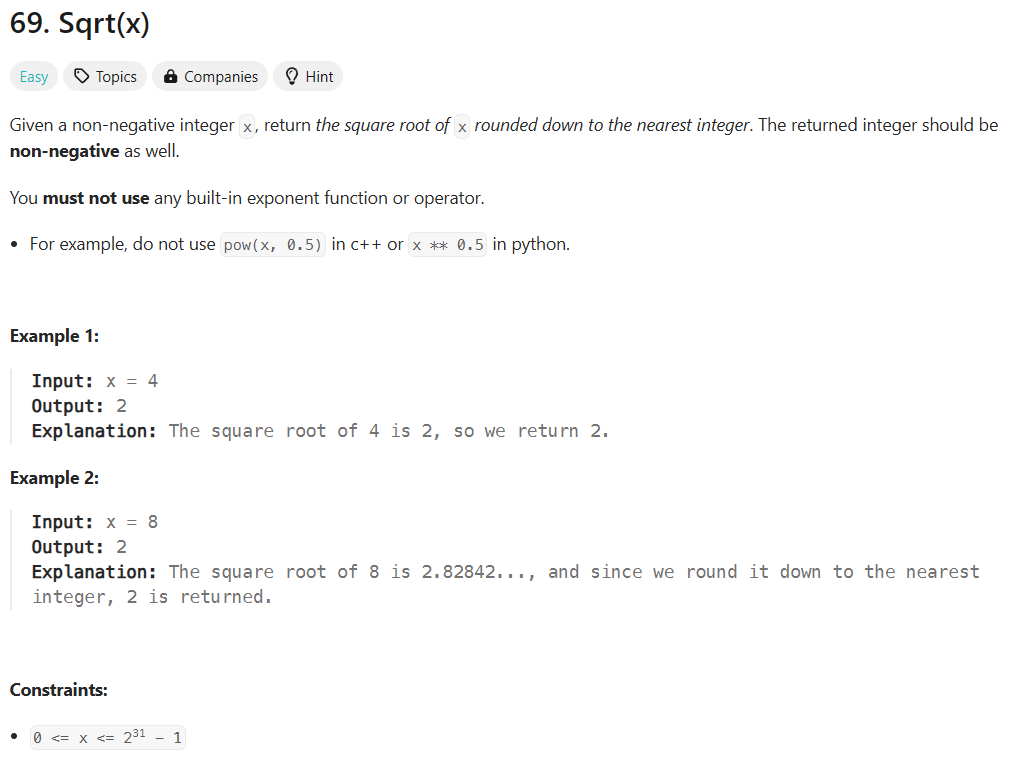 69. Sqrt(x)
Easy Topics Companies Hint
Given a non-negative integer x, return the square root of x rounded down to the nearest integer. The returned integer should be
non-negative as well.
You must not use any built-in exponent function or operator.
• For example, do not use pow(x, 0.5) in c++ or x ** 0.5 in python.
Example 1:
Input: x = 4
Output: 2
Explanation: The square root of 4 is 2, so we return 2.
Example 2:
Input: x = 8
Output: 2
Explanation: The square root of 8 is 2.82842..., and since we round it down to the nearest
integer, 2 is returned.
Constraints:
• 0 <= x <= 2³¹ - 1